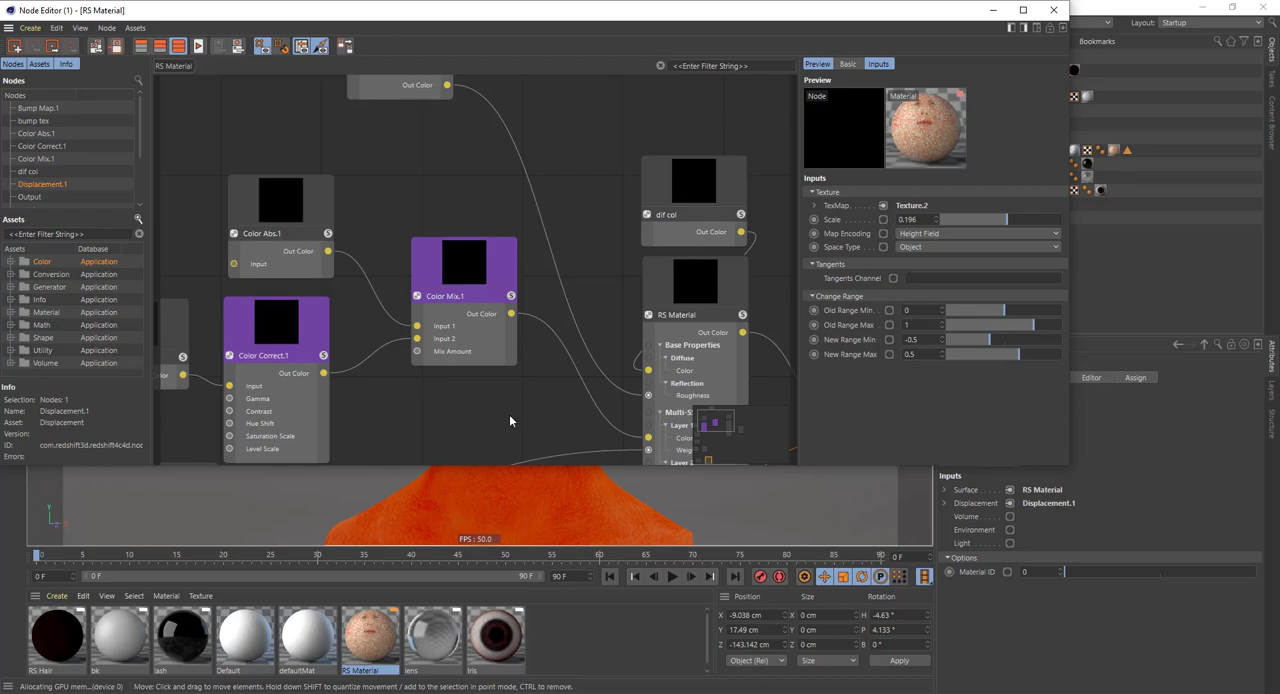 Node Editor (1) - [RS Material]
Create Edit View Node Assets
Nodes Assets Info
RS Material
<<Enter Filter String>>
Preview Basic Inputs
Nodes
Nodes
Bump Map.1
bump tex
Color Abs.1
Color Correct.1
Color Mix.1
dif col
Displacement.1
Output
Assets
<<Enter Filter String>>
Assets Database
Color Application
Conversion Application
Generator Application
Info Application
Material Application
Math Application
Shape Application
Utility Application
Volume Application
Info
Selection: Nodes: 1
Name: Displacement.1
Asset: Displacement
Version:
ID: com.redshift3d.redshift4c4d.noc
Errors:
Out Color
Color Abs.1
Out Color
Input
Color Correct.1
Out Color
Input
Gamma
Contrast
Hue Shift
Saturation Scale
Level Scale
Color Mix.1
Out Color
Input 1
Input 2
Mix Amount
dif col
Out Color
RS Material
Out Color
Base Properties
Diffuse
Color
Reflection
Roughness
Multi-S
Layer 1
Color
Weig
Layer 2
Preview
Node Material
Inputs
Texture
TexMap Texture.2
Scale 0.196
Map Encoding Height Field
Space Type Object
Tangents
Tangents Channel
Change Range
Old Range Min 0
Old Range Max 1
New Range Min -0.5
New Range Max 0.5
Layout: Startup
Bookmarks
Objects
Takes
Content Browser
Attributes
Layers
Structure
Editor Assign
Inputs
Surface RS Material
Displacement Displacement.1
Volume
Environment
Light
Options
Material ID 0
Y
FPS : 50.0
0 5 10 15 20 25 30 35 40 45 50 55 60 65 70 75 80 85 90 0 F
0 F 0 F 90 F 90 F
Create Edit View Select Material Texture
RS Hair bk lash Default defaultMat RS Material lens Iris
Position Size Rotation
X -9.038 cm X 0 cm H -4.63 °
Y 17.49 cm Y 0 cm P 4.133 °
Z -143.142 cm Z 0 cm B 0 °
Object (Rel) Size Apply
Allocating GPU mem...(device 0) Move: Click and drag to move elements. Hold down SHIFT to quantize movement / add to the selection in point mode, CTRL to remove.